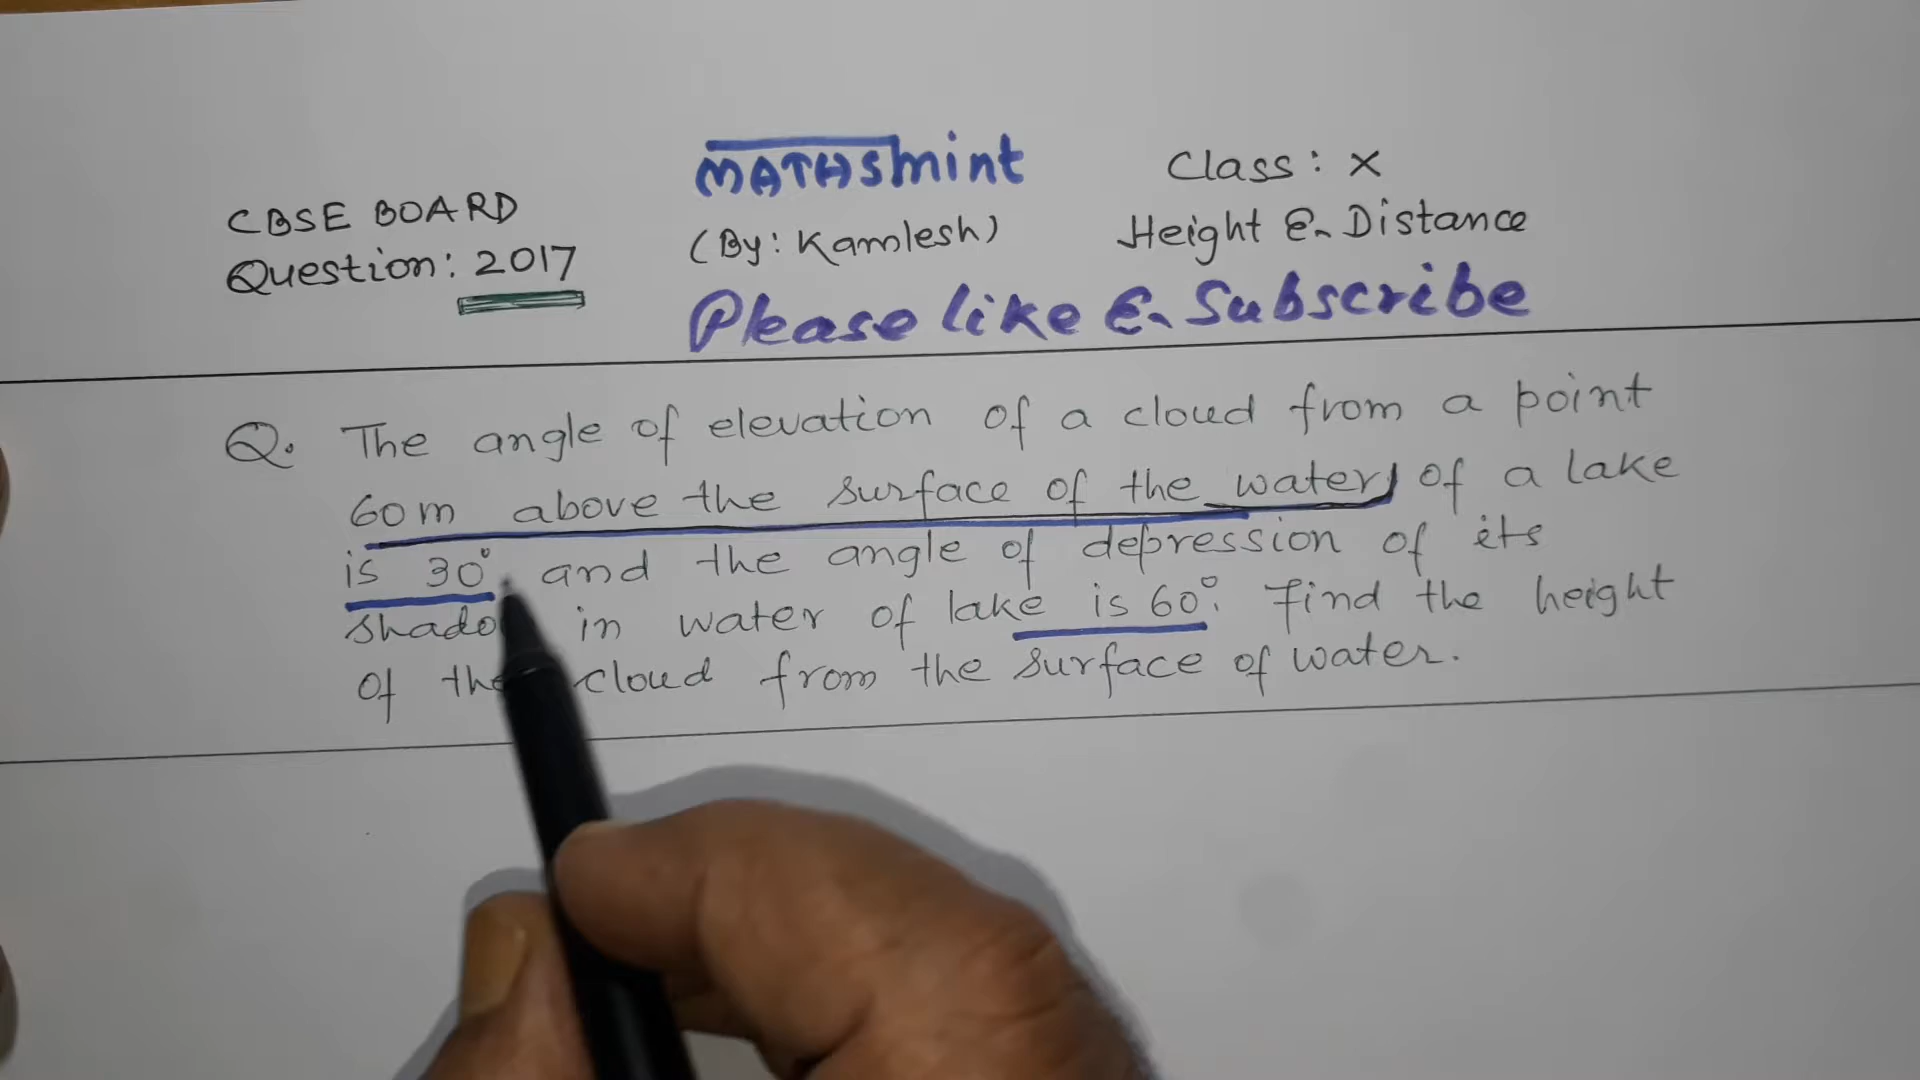 CBSE BOARD
Question: 2017
MATHSmint
(By: Kamlesh)
Class: X
Height & Distance
Please like & Subscribe
Q. The angle of elevation of a cloud from a point
60m above the surface of the water of a lake
is 30° and the angle of depression of its
shado in water of lake is 60°. Find the height
of the cloud from the surface of water.